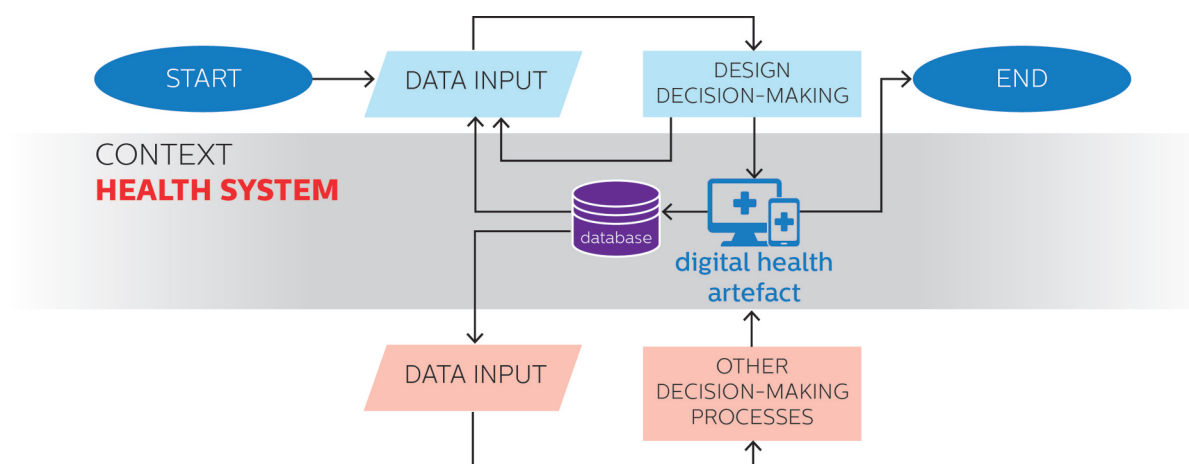 START
DATA INPUT
DESIGN
DECISION-MAKING
END
CONTEXT
HEALTH SYSTEM
database
digital health
artefact
DATA INPUT
OTHER
DECISION-MAKING
PROCESSES